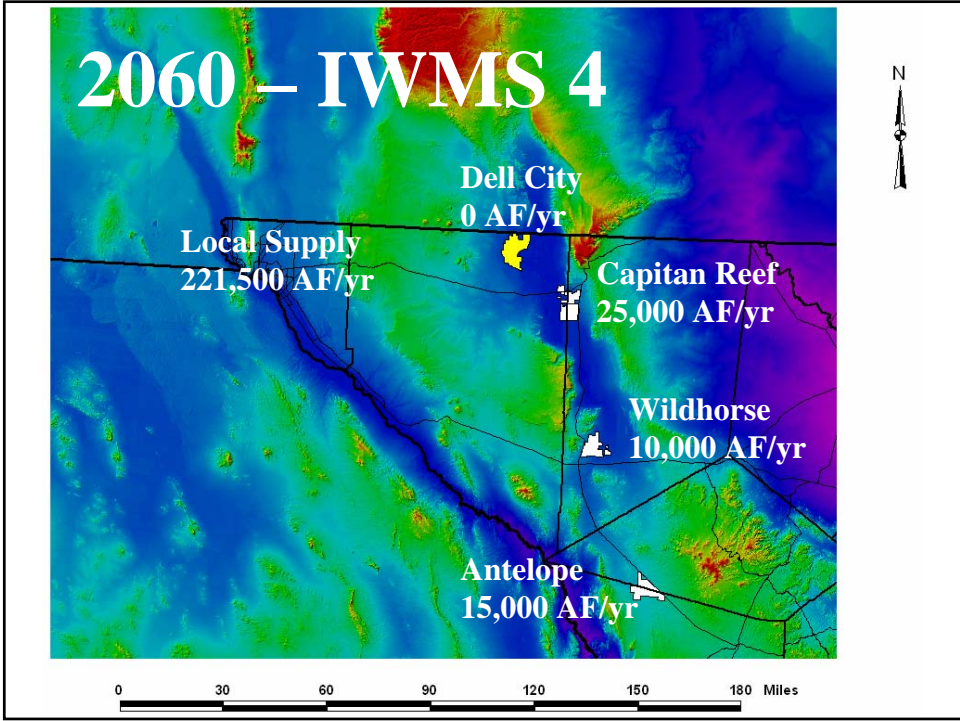 2060 – IWMS 4
N
Dell City
0 AF/yr
Local Supply
221,500 AF/yr
Capitan Reef
25,000 AF/yr
Wildhorse
10,000 AF/yr
Antelope
15,000 AF/yr
0 30 60 90 120 150 180 Miles